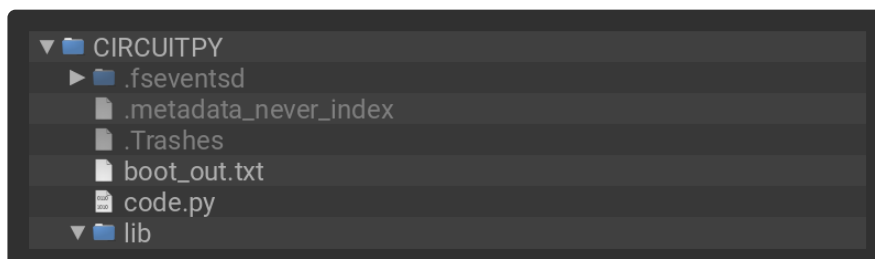 CIRCUITPY
.fseventsd
.metadata_never_index
.Trashes
boot_out.txt
code.py
lib